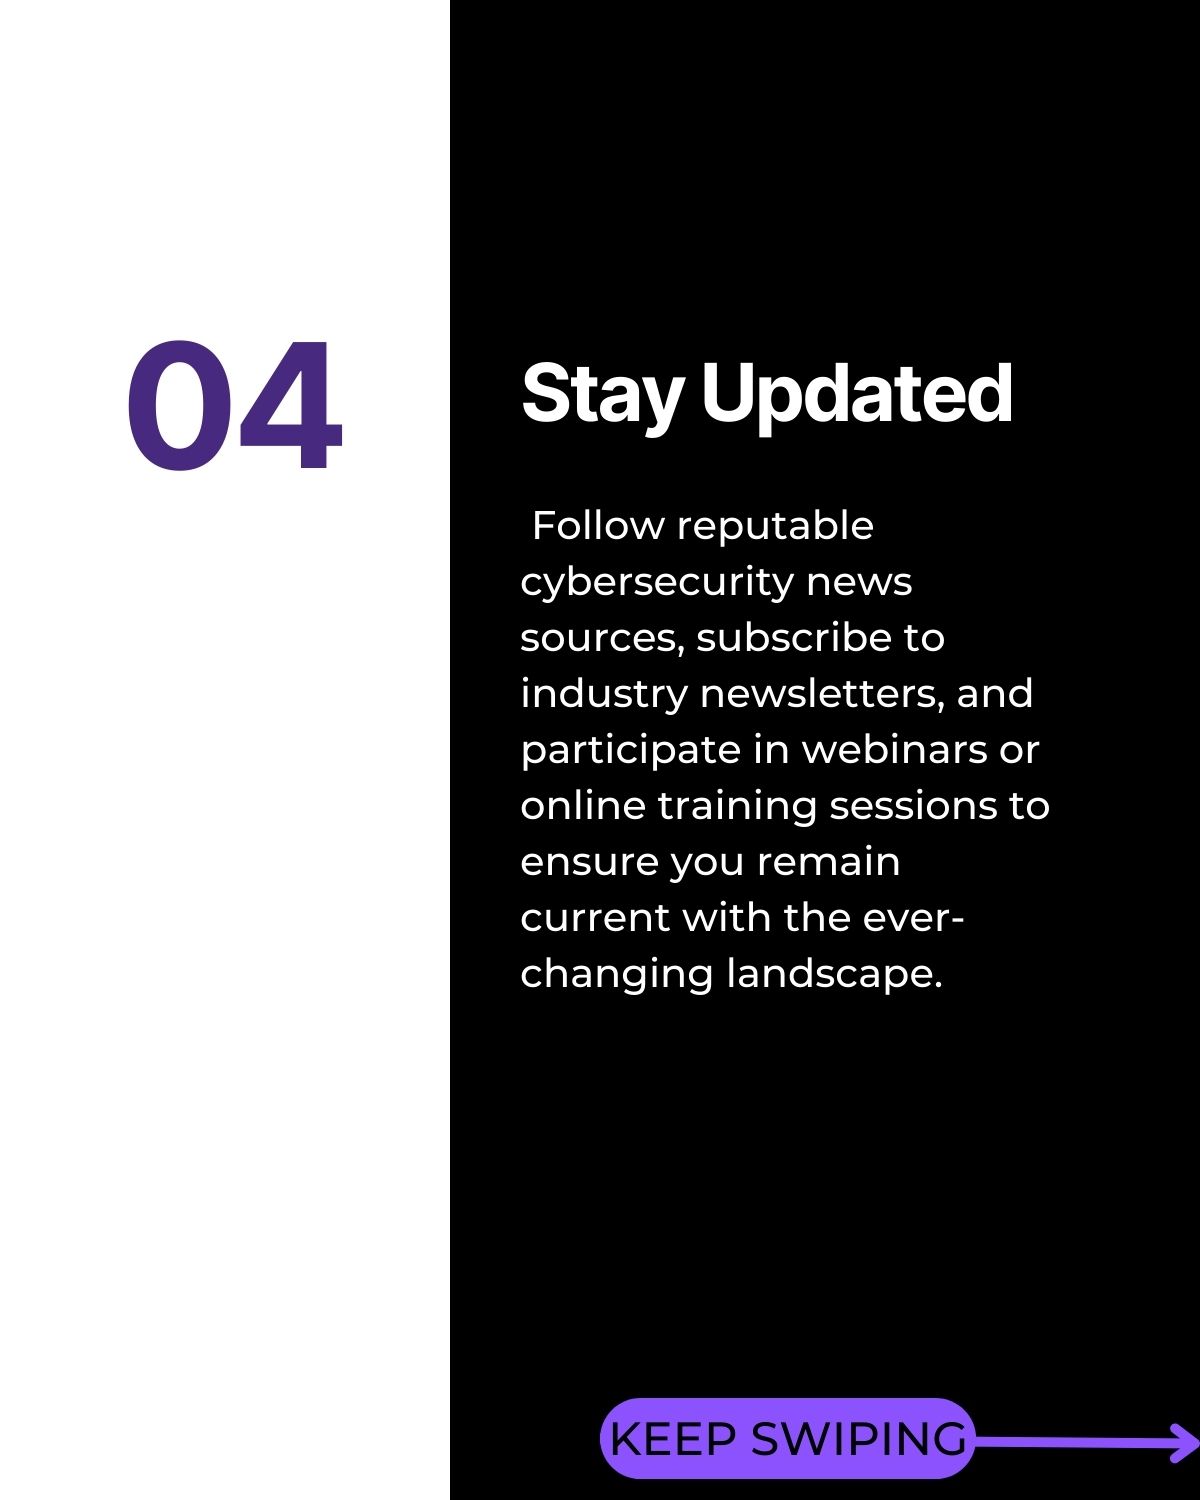 04
Stay Updated
Follow reputable
cybersecurity news
sources, subscribe to
industry newsletters, and
participate in webinars or
online training sessions to
ensure you remain
current with the ever-
changing landscape.
KEEP SWIPING